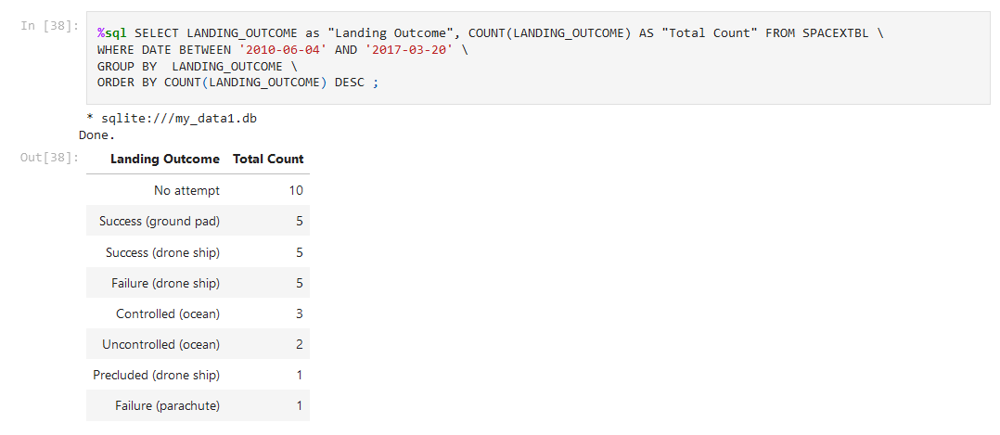 In [38]:
%sql SELECT LANDING_OUTCOME as "Landing Outcome", COUNT(LANDING_OUTCOME) AS "Total Count" FROM SPACEXTBL \
WHERE DATE BETWEEN '2010-06-04' AND '2017-03-20' \
GROUP BY  LANDING_OUTCOME \
ORDER BY COUNT(LANDING_OUTCOME) DESC ;
* sqlite:///my_data1.db
Done.
Out[38]:
Landing Outcome Total Count
No attempt 10
Success (ground pad) 5
Success (drone ship) 5
Failure (drone ship) 5
Controlled (ocean) 3
Uncontrolled (ocean) 2
Precluded (drone ship) 1
Failure (parachute) 1